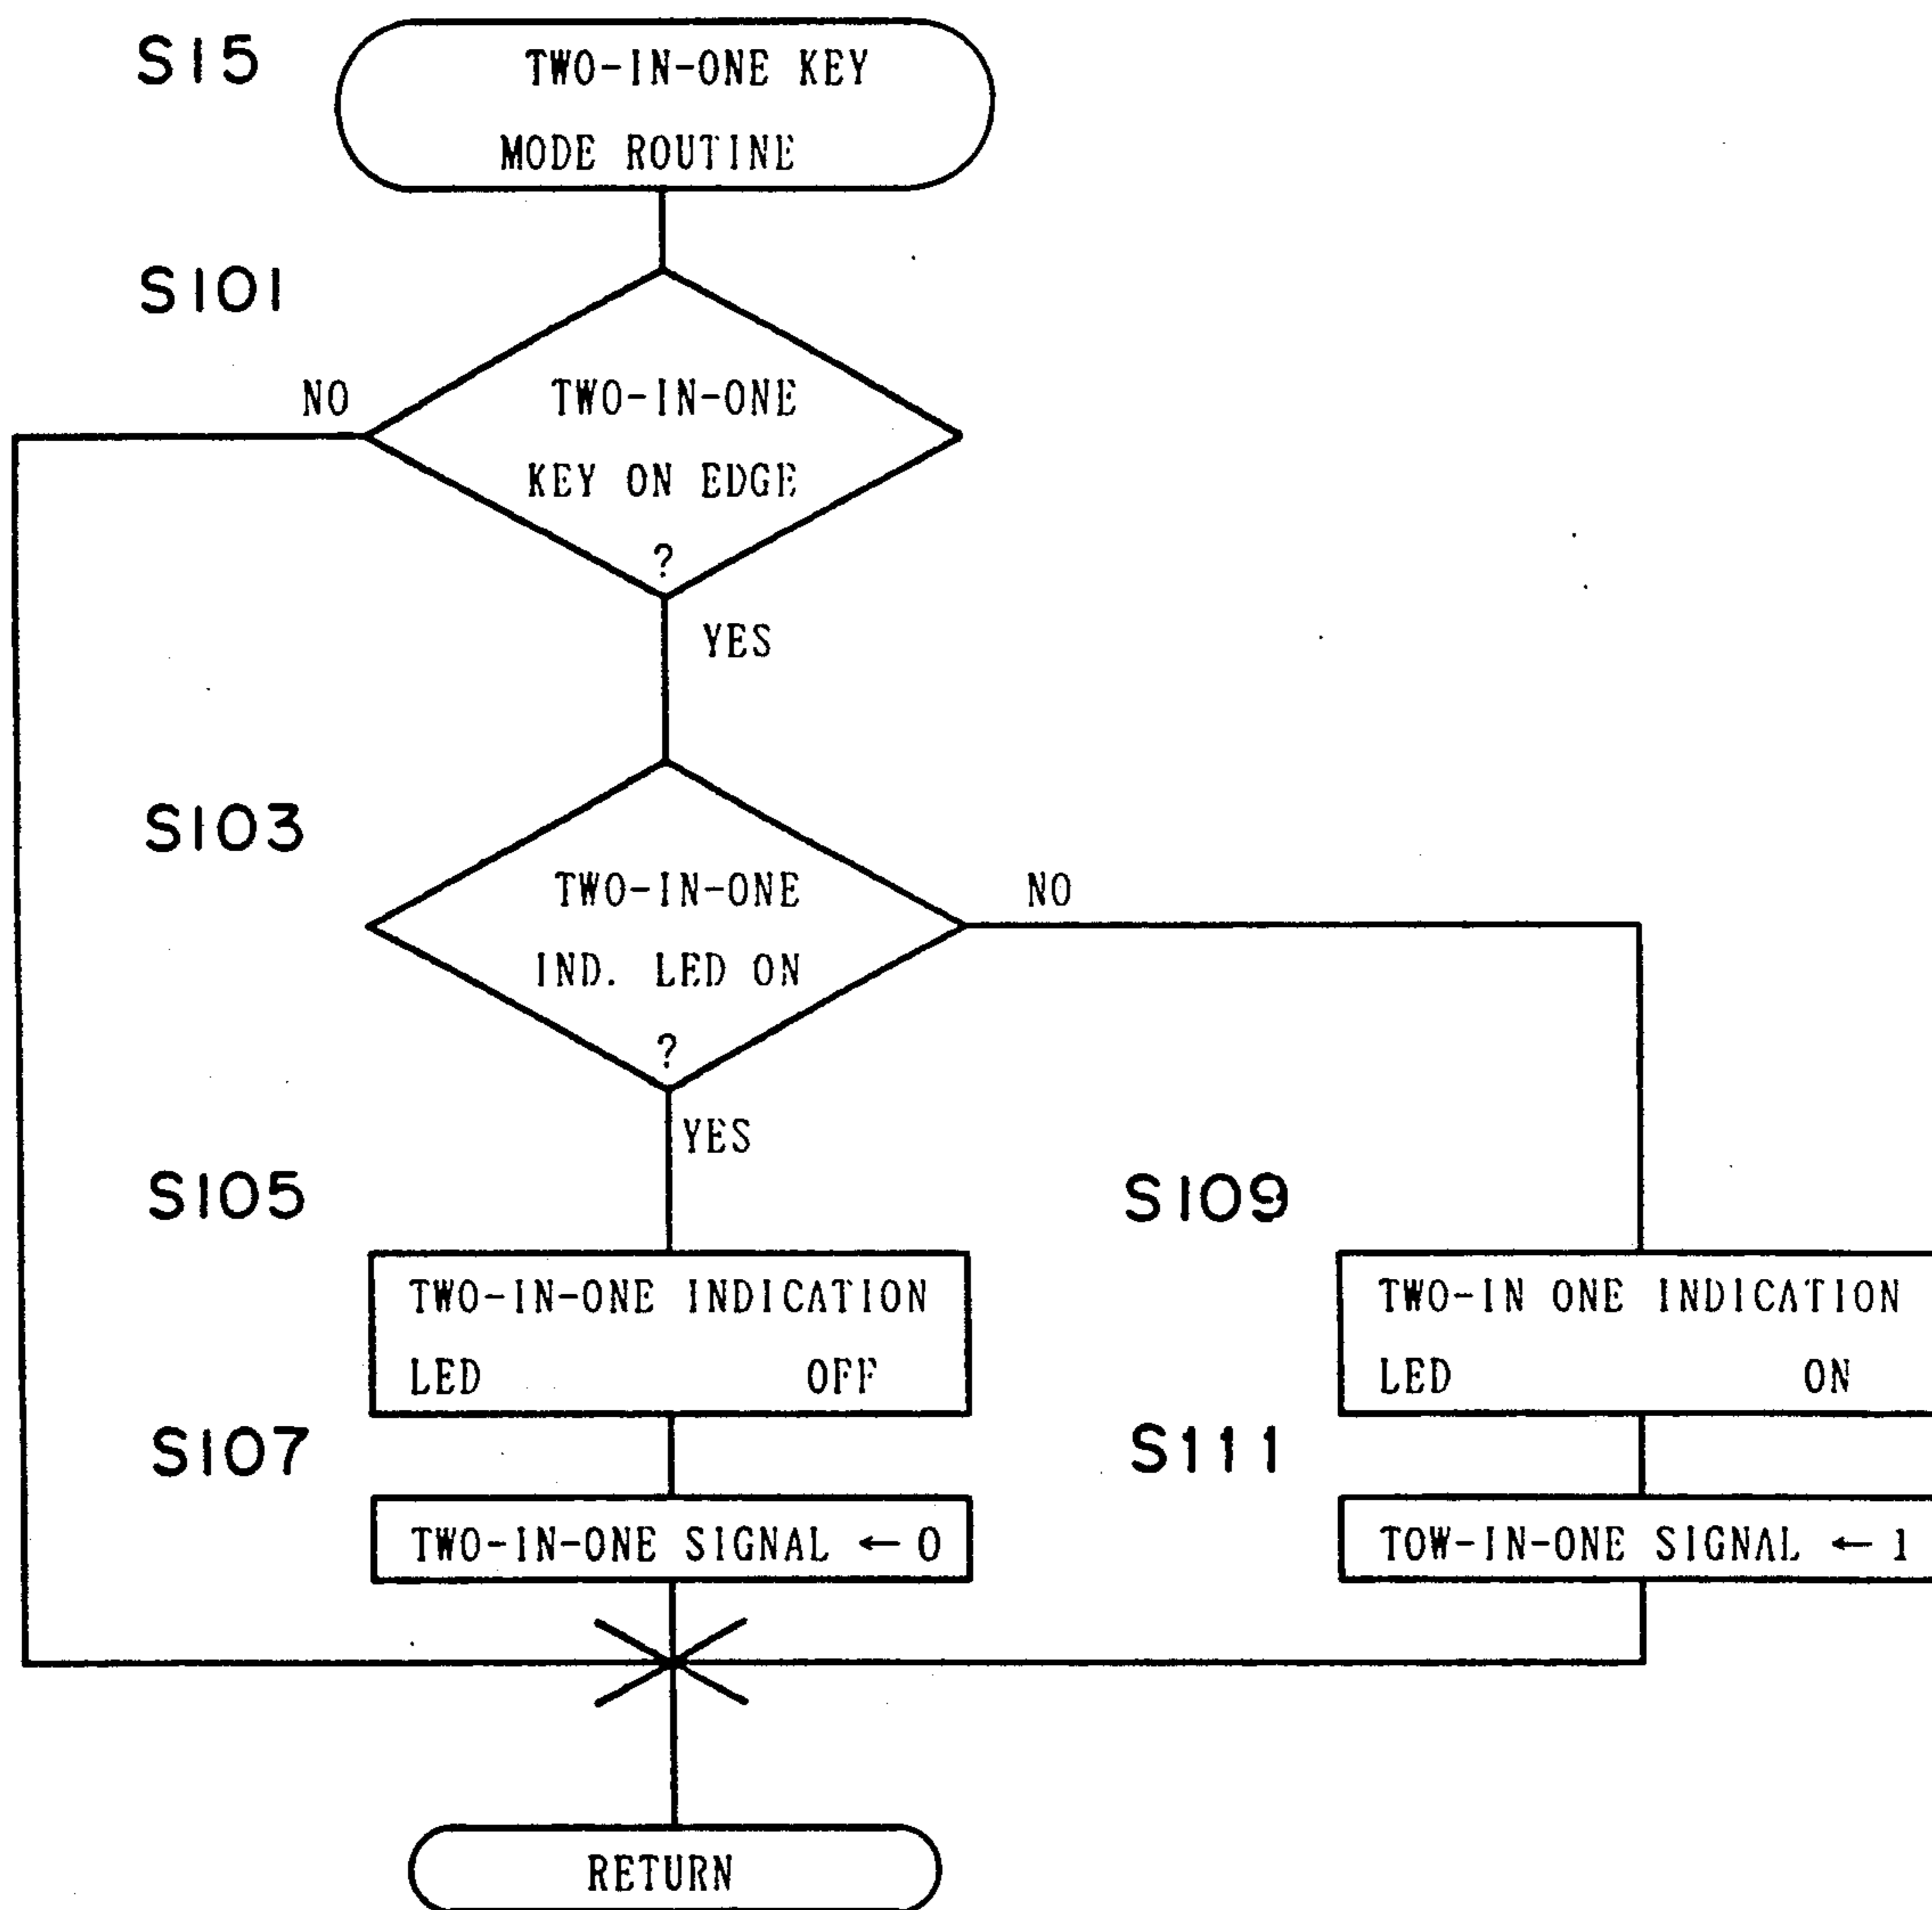 S15
TWO-IN-ONE KEY
MODE ROUTINE
S101
NO
TWO-IN-ONE
KEY ON EDGE
?
YES
S103
TWO-IN-ONE
IND. LED ON
?
NO
YES
S105
TWO-IN-ONE INDICATION
LED OFF
S109
TWO-IN ONE INDICATION
LED ON
S107
TWO-IN-ONE SIGNAL ← 0
S111
TOW-IN-ONE SIGNAL ← 1
RETURN